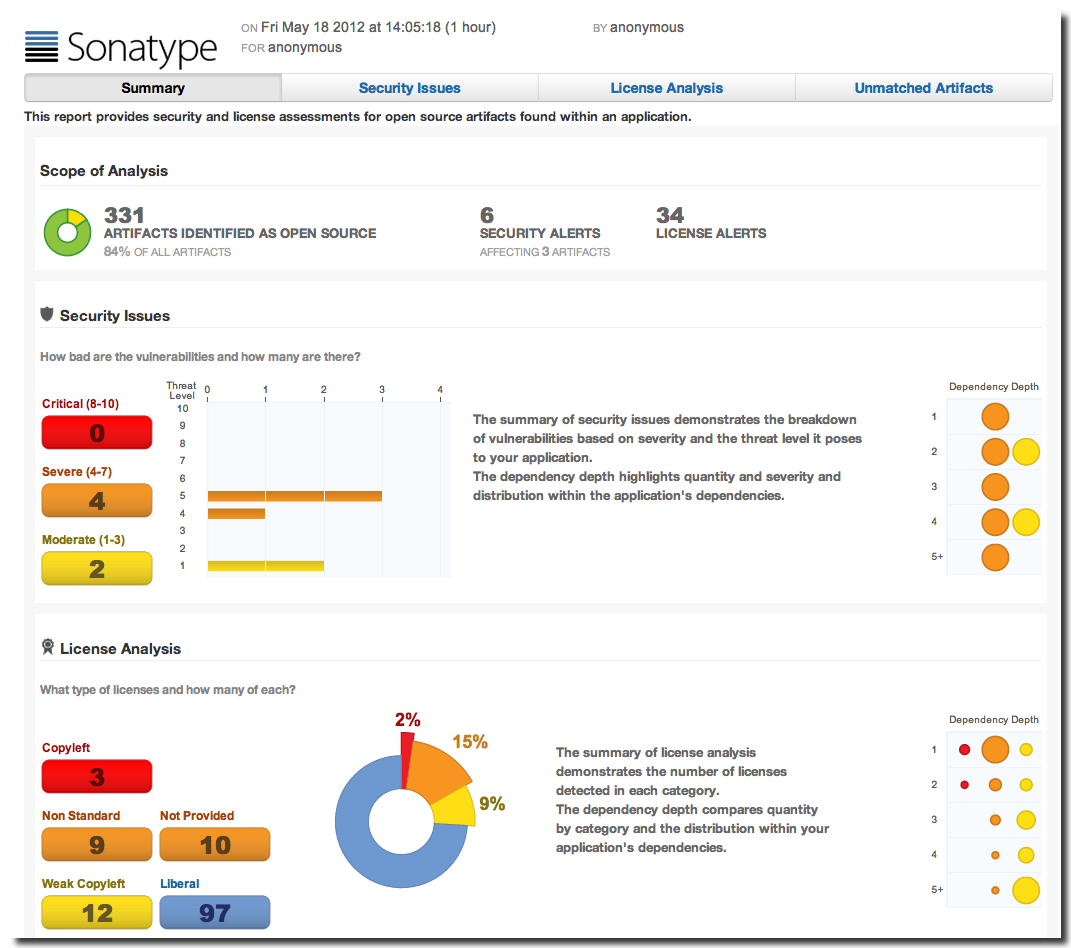 Sonatype
ON Fri May 18 2012 at 14:05:18 (1 hour)
BY anonymous
FOR anonymous
Summary
Security Issues
License Analysis
Unmatched Artifacts
This report provides security and license assessments for open source artifacts found within an application.
Scope of Analysis
331
ARTIFACTS IDENTIFIED AS OPEN SOURCE
84% OF ALL ARTIFACTS
6
SECURITY ALERTS
AFFECTING 3 ARTIFACTS
34
LICENSE ALERTS
Security Issues
How bad are the vulnerabilities and how many are there?
Critical (8-10)
0
Severe (4-7)
4
Moderate (1-3)
2
Threat
Level
0 1 2 3 4
10
9
8
7
6
5
4
3
2
1
The summary of security issues demonstrates the breakdown
of vulnerabilities based on severity and the threat level it poses
to your application.
The dependency depth highlights quantity and severity and
distribution within the application's dependencies.
Dependency Depth
1
2
3
4
5+
License Analysis
What type of licenses and how many of each?
Copyleft
3
Non Standard
9
Not Provided
10
Weak Copyleft
12
Liberal
97
2%
15%
9%
The summary of license analysis
demonstrates the number of licenses
detected in each category.
The dependency depth compares quantity
by category and the distribution within your
application's dependencies.
Dependency Depth
1
2
3
4
5+